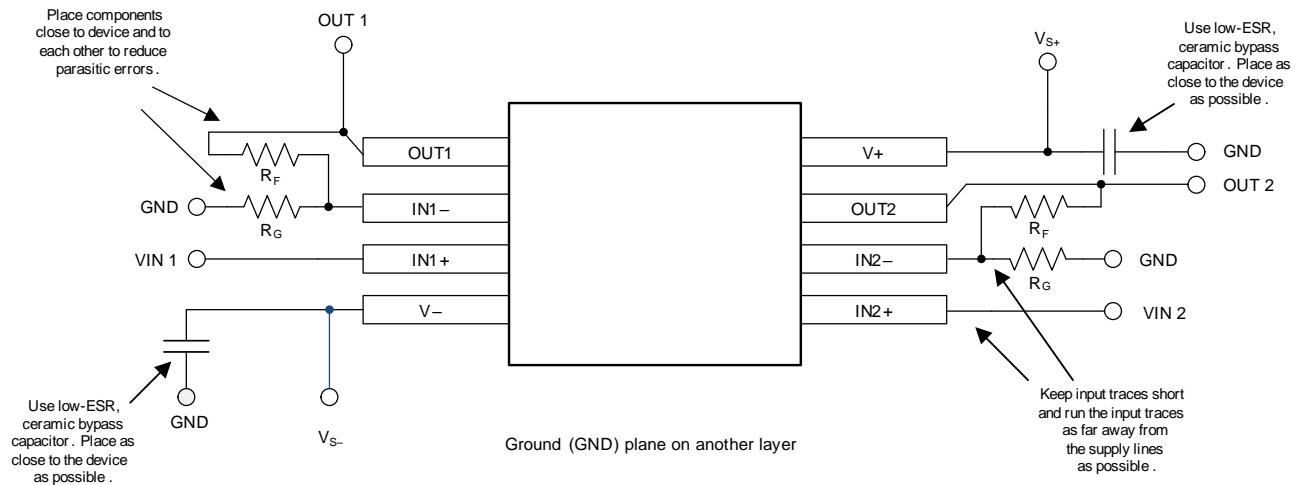 Place components
close to device and to
each other to reduce
parasitic errors .
OUT 1
VS+
Use low-ESR,
ceramic bypass
capacitor . Place as
close to the device
as possible .
OUT1
V+
GND
RF
OUT2
OUT 2
GND
IN1–
RG
RF
VIN 1
IN1+
IN2–
GND
RG
V–
IN2+
VIN 2
GND
VS–
Use low-ESR,
ceramic bypass
capacitor . Place as
close to the device
as possible .
Ground (GND) plane on another layer
Keep input traces short
and run the input traces
as far away from
the supply lines
as possible .